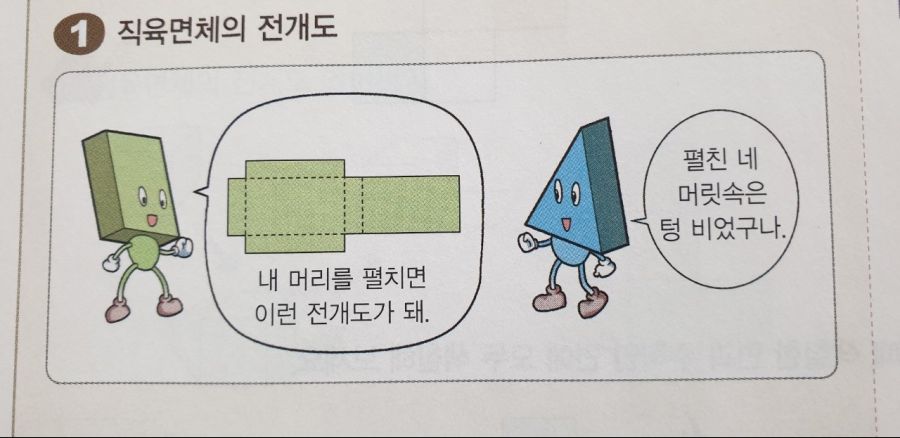 1 직육면체의 전개도
내 머리를 펼치면
이런 전개도가 돼.
펼친 네
머릿속은
텅 비었구나.